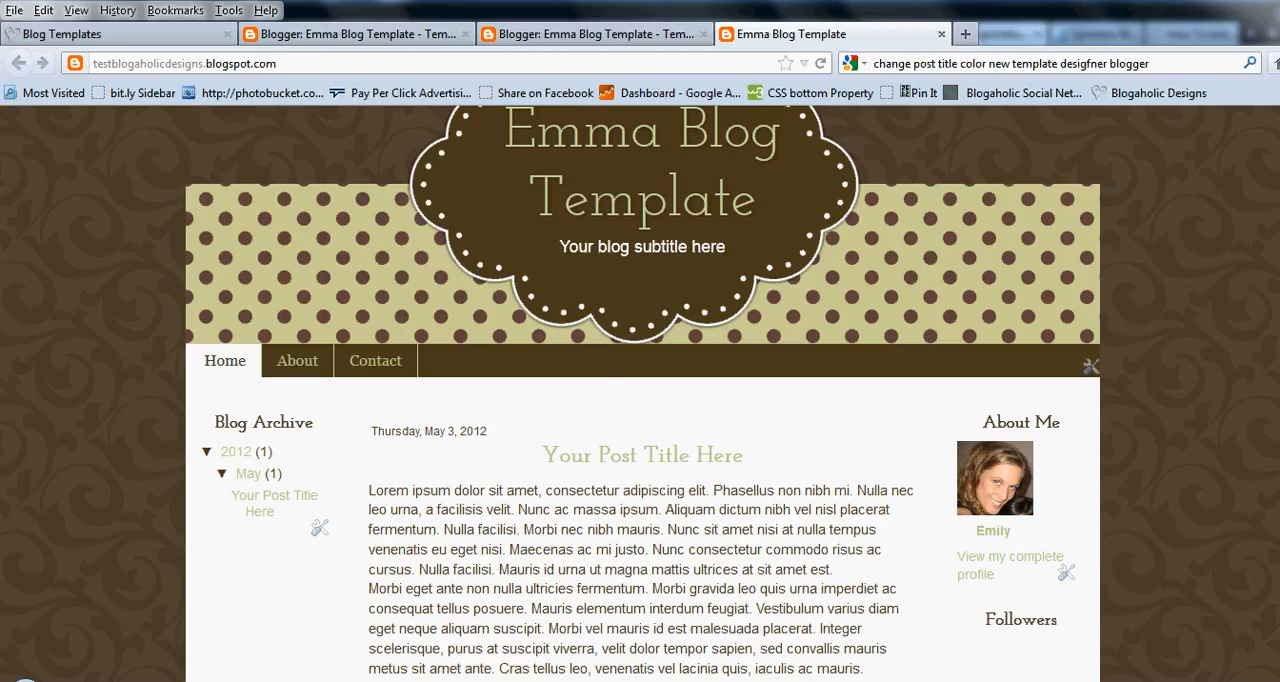 File Edit View History Bookmarks Tools Help
Blog Templates
Blogger: Emma Blog Template - Tem...
Blogger: Emma Blog Template - Tem...
Emma Blog Template
testblogaholicdesigns.blogspot.com
change post title color new template desigfner blogger
Most Visited
bit.ly Sidebar
http://photobucket.co...
Pay Per Click Advertisi...
Share on Facebook
Dashboard - Google A...
CSS bottom Property
Pin It
Blogaholic Social Net...
Blogaholic Designs
Emma Blog
Template
Your blog subtitle here
Home
About
Contact
Blog Archive
▼ 2012 (1)
▼ May (1)
Your Post Title
Here
Thursday, May 3, 2012
Your Post Title Here
Lorem ipsum dolor sit amet, consectetur adipiscing elit. Phasellus non nibh mi. Nulla nec
leo urna, a facilisis velit. Nunc ac massa ipsum. Aliquam dictum nibh vel nisl placerat
fermentum. Nulla facilisi. Morbi nec nibh mauris. Nunc sit amet nisi at nulla tempus
venenatis eu eget nisi. Maecenas ac mi justo. Nunc consectetur commodo risus ac
cursus. Nulla facilisi. Mauris id urna ut magna mattis ultrices at sit amet est.
Morbi eget ante non nulla ultricies fermentum. Morbi gravida leo quis urna imperdiet ac
consequat tellus posuere. Mauris elementum interdum feugiat. Vestibulum varius diam
eget neque aliquam suscipit. Morbi vel mauris id est malesuada placerat. Integer
scelerisque, purus at suscipit viverra, velit dolor tempor sapien, sed convallis mauris
metus sit amet ante. Cras tellus leo, venenatis vel lacinia quis, iaculis ac mauris.
About Me
Emily
View my complete
profile
Followers